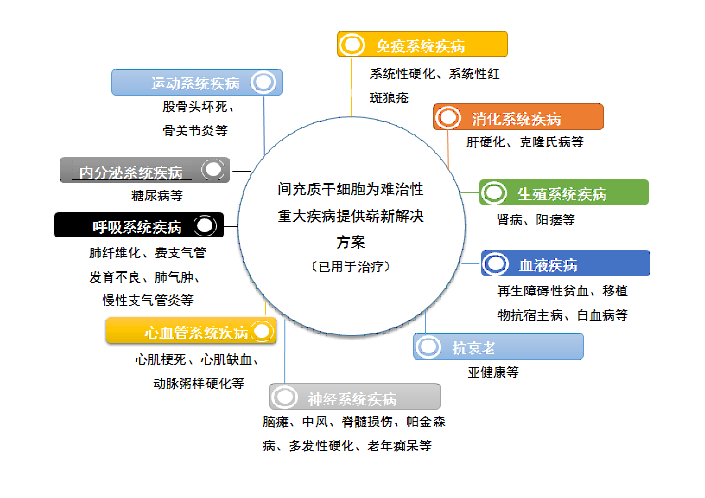 免疫系统疾病
系统性硬化、系统性红
斑狼疮
运动系统疾病
股骨头坏死、
骨关节炎等
消化系统疾病
肝硬化、克隆氏病等
内分泌系统疾病
糖尿病等
间充质干细胞为难治性
重大疾病提供崭新解决
方案
（已用于治疗）
生殖系统疾病
肾病、阳痿等
呼吸系统疾病
肺纤维化、费支气管
发育不良、肺气肿、
慢性支气管炎等
血液疾病
再生障碍性贫血、移植
物抗宿主病、白血病等
心血管系统疾病
心肌梗死、心肌缺血、
动脉粥样硬化等
抗衰老
亚健康等
神经系统疾病
脑瘫、中风、脊髓损伤、帕金森
病、多发性硬化、老年痴呆等